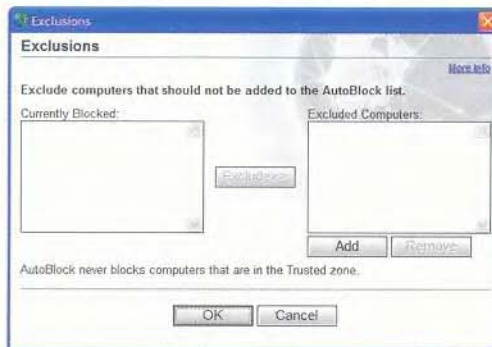 Exclusions
Exclusions
More Info
Exclude computers that should not be added to the AutoBlock list.
Currently Blocked:
Excluded Computers:
Exclude>>
Add
Remove
AutoBlock never blocks computers that are in the Trusted zone.
OK
Cancel